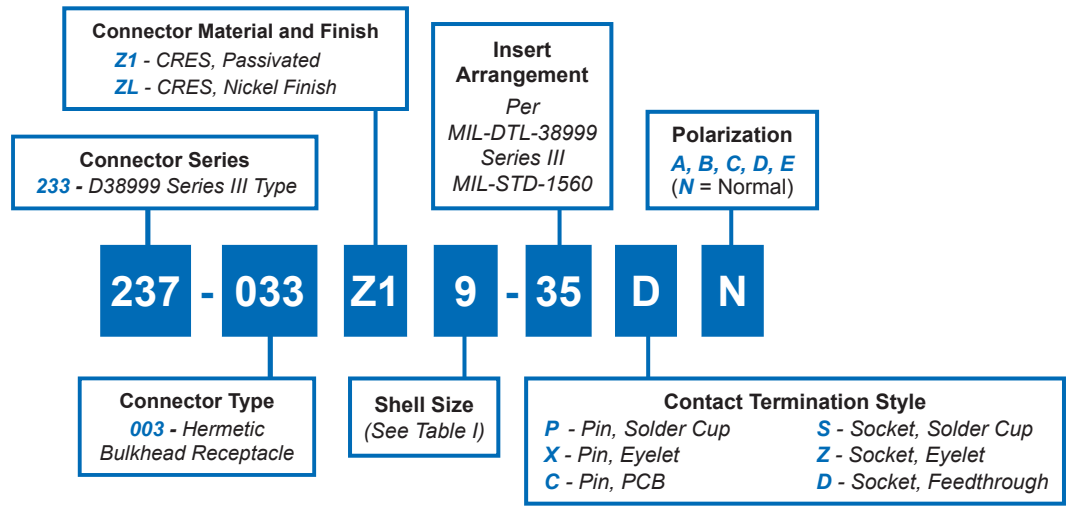 Connector Material and Finish
Z1 - CRES, Passivated
ZL - CRES, Nickel Finish
Insert
Arrangement
Per
MIL-DTL-38999
Series III
MIL-STD-1560
Polarization
A, B, C, D, E
(N = Normal)
Connector Series
233 - D38999 Series III Type
237 - 033 Z1 9 - 35 D N
Connector Type
003 - Hermetic
Bulkhead Receptacle
Shell Size
(See Table I)
Contact Termination Style
P - Pin, Solder Cup
X - Pin, Eyelet
C - Pin, PCB
S - Socket, Solder Cup
Z - Socket, Eyelet
D - Socket, Feedthrough